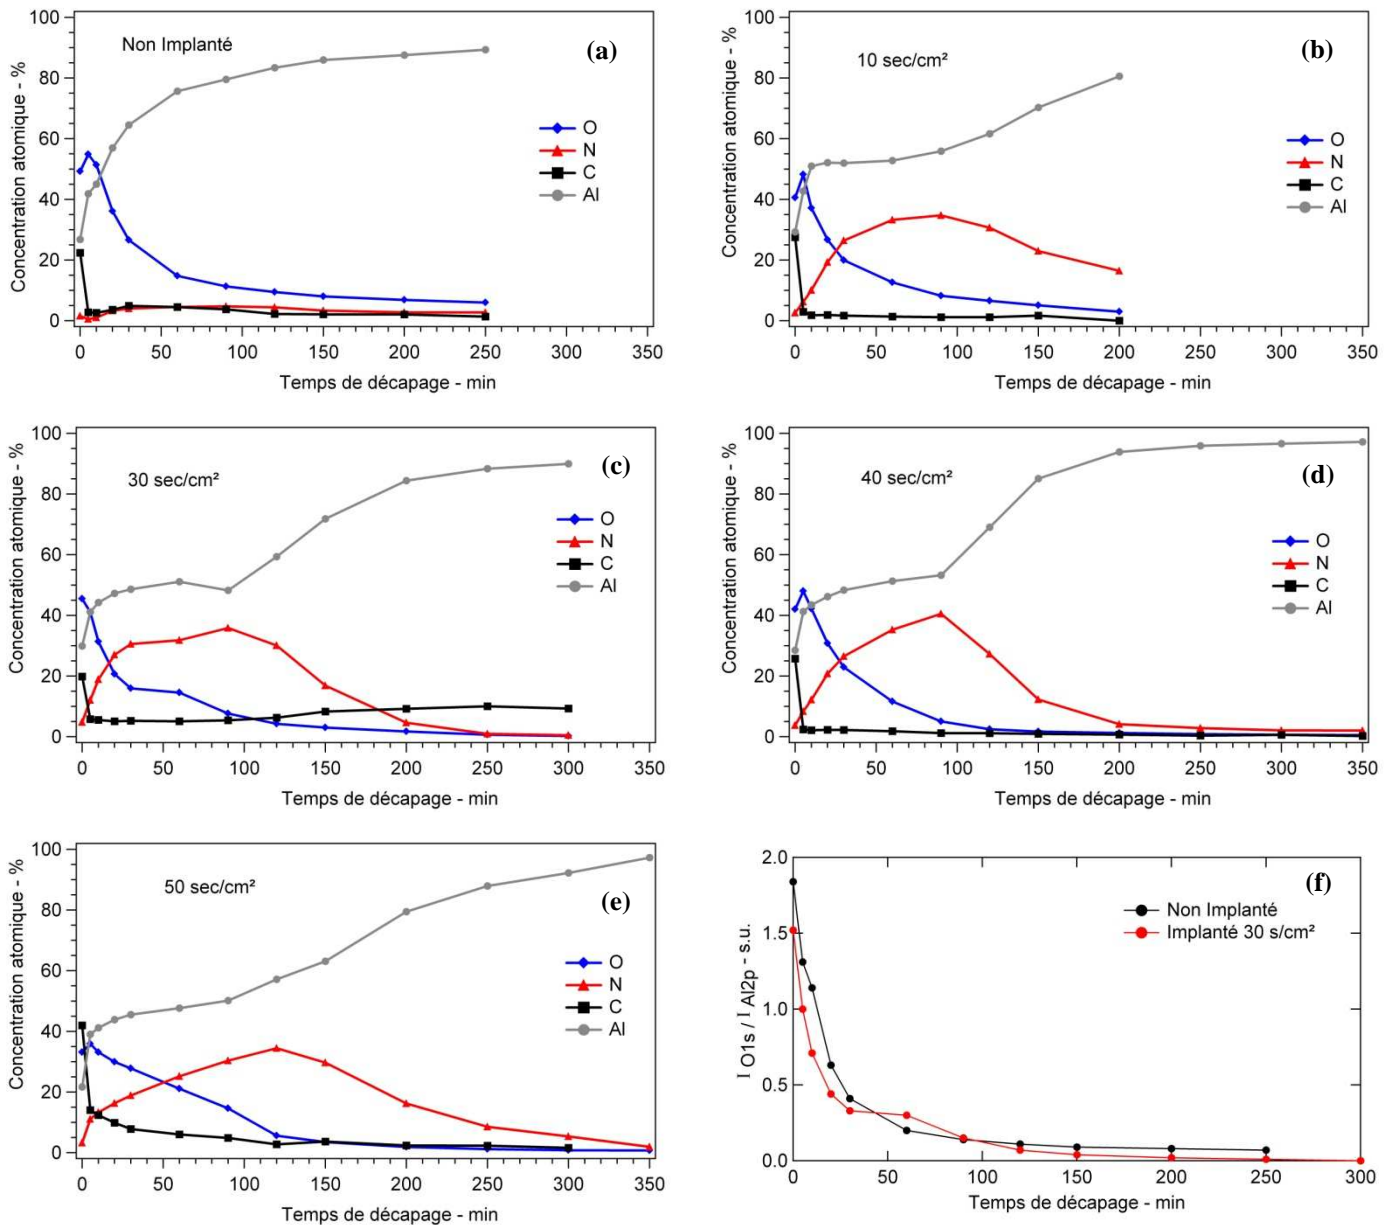 Non Implanté
(a)
Concentration atomique - %
100
80
60
40
20
0
O
N
C
Al
0 50 100 150 200 250 300 350
Temps de décapage - min
10 sec/cm²
(b)
Concentration atomique - %
100
80
60
40
20
0
O
N
C
Al
0 50 100 150 200 250 300 350
Temps de décapage - min
30 sec/cm²
(c)
Concentration atomique - %
100
80
60
40
20
0
O
N
C
Al
0 50 100 150 200 250 300 350
Temps de décapage - min
40 sec/cm²
(d)
Concentration atomique - %
100
80
60
40
20
0
O
N
C
Al
0 50 100 150 200 250 300 350
Temps de décapage - min
50 sec/cm²
(e)
Concentration atomique - %
100
80
60
40
20
0
O
N
C
Al
0 50 100 150 200 250 300 350
Temps de décapage - min
(f)
I O1s / I Al2p - s.u.
2.0
1.5
1.0
0.5
0.0
Non Implanté
Implanté 30 s/cm²
0 50 100 150 200 250 300
Temps de décapage - min